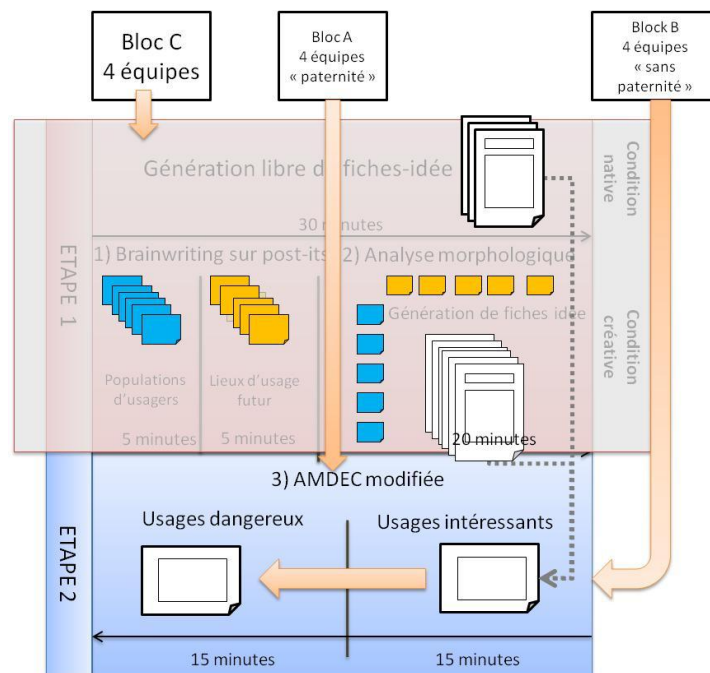 Bloc C
4 équipes
Bloc A
4 équipes
« paternité »
Block B
4 équipes
« sans
paternité »
ETAPE 1
Génération libre de fiches-idée
30 minutes
Condition
native
1) Brainwriting sur post-its
2) Analyse morphologique
Génération de fiches idée
Populations
d'usagers
Lieux d'usage
futur
5 minutes
5 minutes
20 minutes
Condition
créative
ETAPE 2
3) AMDEC modifiée
Usages dangereux
Usages intéressants
15 minutes
15 minutes